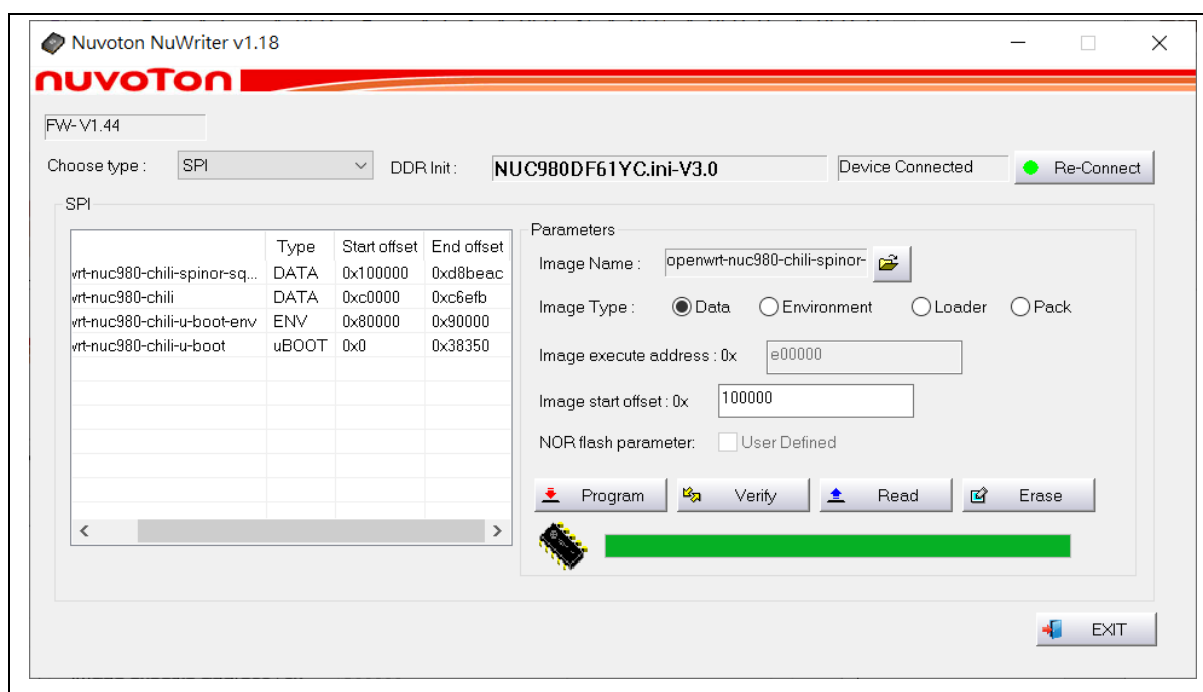 Nuvoton NuWriter v1.18
nuvoTon
FW- V1.44
Choose type : SPI DDR Init : NUC980DF61YC.ini-V3.0 Device Connected Re-Connect
SPI
Type Start offset End offset
wrt-nuc980-chili-spinor-sq... DATA 0x100000 0xd8beac
wrt-nuc980-chili DATA 0xc0000 0xc6efb
wrt-nuc980-chili-u-boot-env ENV 0x80000 0x90000
wrt-nuc980-chili-u-boot uBOOT 0x0 0x38350
Parameters
Image Name : openwrt-nuc980-chili-spinor-
Image Type : Data Environment Loader Pack
Image execute address : 0x e00000
Image start offset : 0x 100000
NOR flash parameter: User Defined
Program Verify Read Erase
EXIT